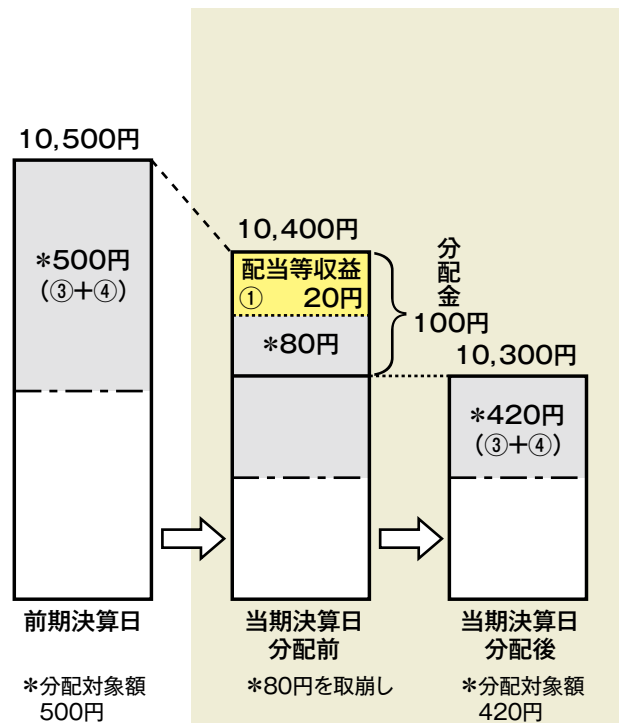 10,500円
*500円
(③+④)
前期決算日
*分配対象額
500円
10,400円
配当等収益
① 20円
*80円
分配金
100円
当期決算日
分配前
*80円を取崩し
10,300円
*420円
(③+④)
当期決算日
分配後
*分配対象額
420円